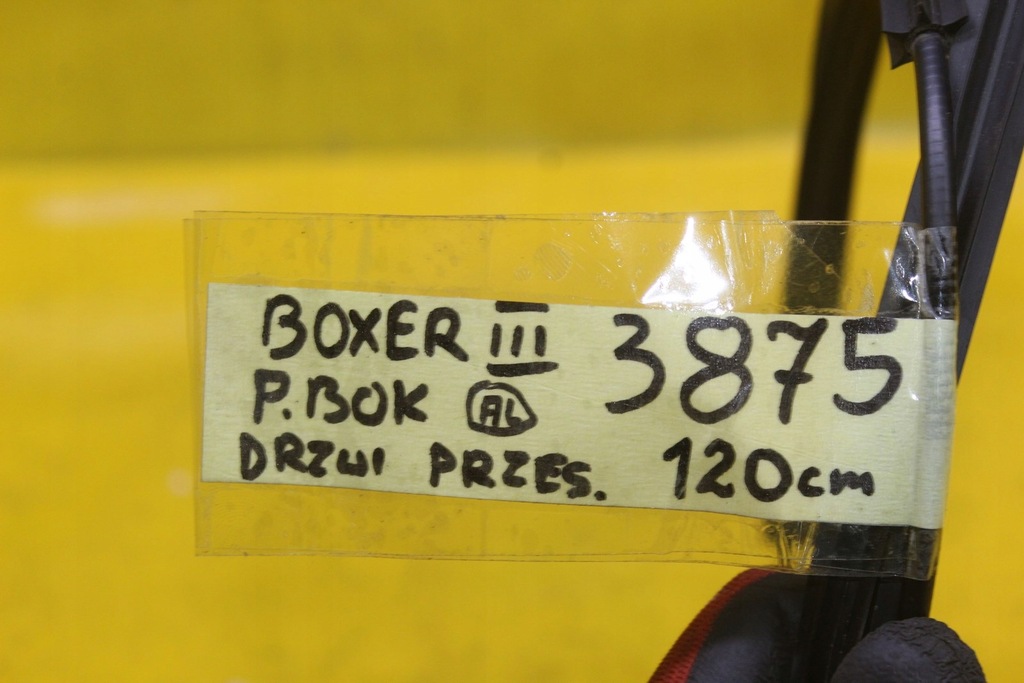 BOXER III 3875
P.BOK AL
DRZWI PRZES. 120cm